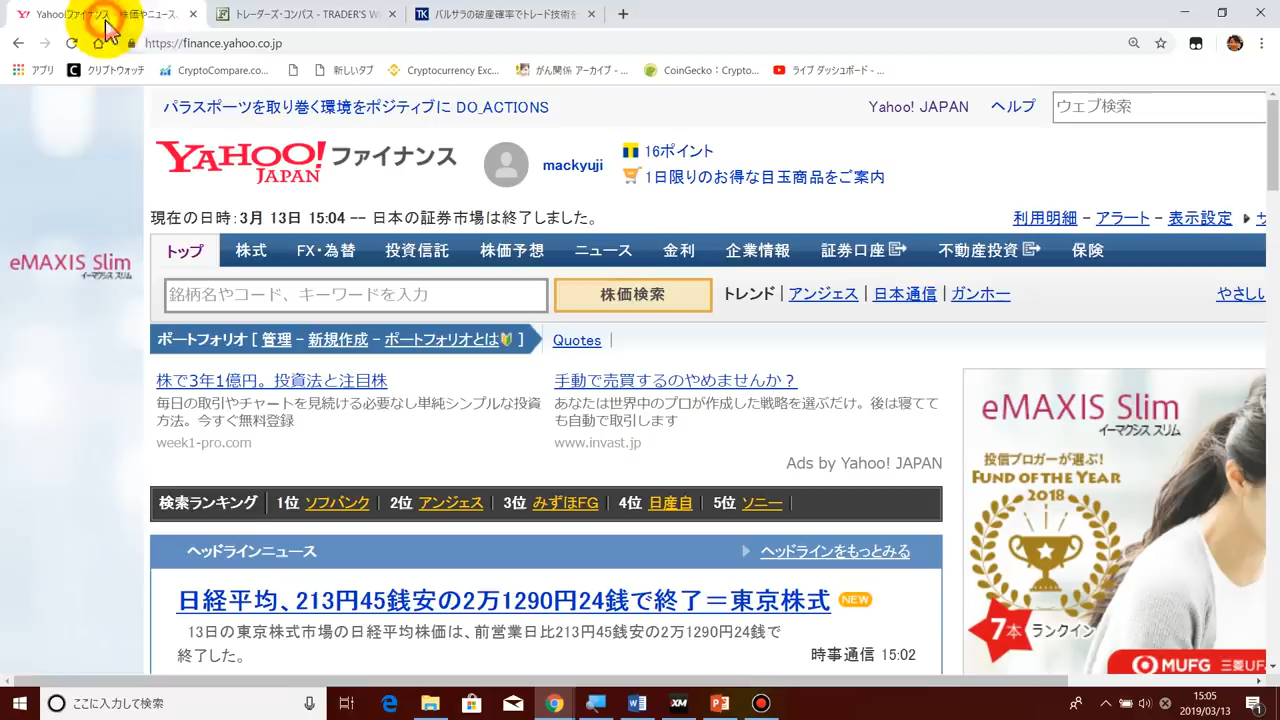 Yahoo!ファイナンス - 株価やニュース、
TRADER'S W
トレーダーズ・コンパス - TRADER'S W
TK バルサラの破産確率でトレード技術を
https://finance.yahoo.co.jp
アプリ
クリプトウォッチ
CryptoCompare.co...
新しいタブ
Cryptocurrency Exc...
がん関係 アーカイブ - ...
CoinGecko：Crypto...
ライブ ダッシュボード - ...
パラスポーツを取り巻く環境をポジティブに DO_ACTIONS
Yahoo! JAPAN ヘルプ ウェブ検索
YAHOO! JAPAN ファイナンス
mackyuji
16ポイント
1日限りのお得な目玉商品をご案内
現在の日時：3月 13日 15:04 -- 日本の証券市場は終了しました。
利用明細 - アラート - 表示設定
トップ 株式 FX・為替 投資信託 株価予想 ニュース 金利 企業情報 証券口座 不動産投資 保険
銘柄名やコード、キーワードを入力 株価検索 トレンド | アンジェス | 日本通信 | ガンホー やさしい
ポートフォリオ [ 管理 - 新規作成 - ポートフォリオとは ] Quotes |
株で3年1億円。投資法と注目株
毎日の取引やチャートを見続ける必要なし単純シンプルな投資
方法。今すぐ無料登録
week1-pro.com
手動で売買するのやめませんか？
あなたは世界中のプロが作成した戦略を選ぶだけ。後は寝てて
も自動で取引します
www.invast.jp
Ads by Yahoo! JAPAN
検索ランキング 1位 ソフバンク 2位 アンジェス 3位 みずほFG 4位 日産自 5位 ソニー
ヘッドラインニュース ヘッドラインをもっとみる
日経平均、213円45銭安の2万1290円24銭で終了＝東京株式 NEW
13日の東京株式市場の日経平均株価は、前営業日比213円45銭安の2万1290円24銭で
終了した。
時事通信 15:02
eMAXIS Slim
イーマクシス スリム
eMAXIS Slim
イーマクシス スリム
投信ブロガーが選ぶ!
FUND OF THE YEAR
2018
7本 ランクイン
MUFG 三菱UF
ここに入力して検索
15:05
2019/03/13